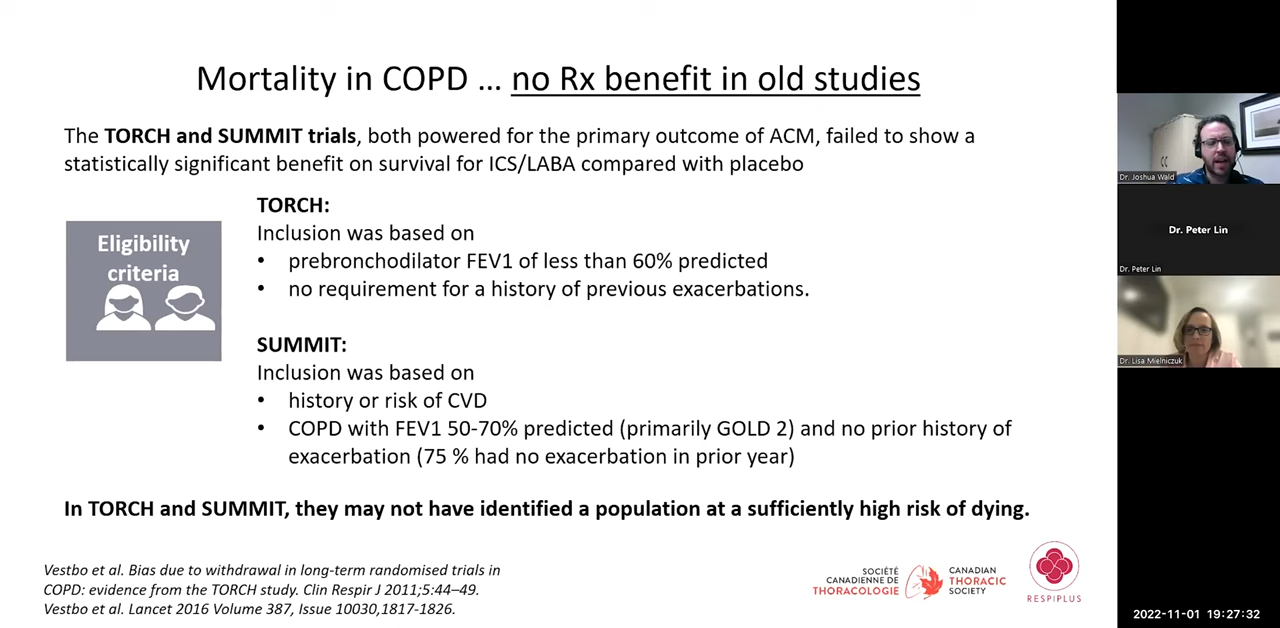 Mortality in COPD ... no Rx benefit in old studies
The TORCH and SUMMIT trials, both powered for the primary outcome of ACM, failed to show a
statistically significant benefit on survival for ICS/LABA compared with placebo
Eligibility
criteria
TORCH:
Inclusion was based on
• prebronchodilator FEV1 of less than 60% predicted
• no requirement for a history of previous exacerbations.
SUMMIT:
Inclusion was based on
• history or risk of CVD
• COPD with FEV1 50-70% predicted (primarily GOLD 2) and no prior history of
exacerbation (75 % had no exacerbation in prior year)
In TORCH and SUMMIT, they may not have identified a population at a sufficiently high risk of dying.
Vestbo et al. Bias due to withdrawal in long-term randomised trials in
COPD: evidence from the TORCH study. Clin Respir J 2011;5:44–49.
Vestbo et al. Lancet 2016 Volume 387, Issue 10030,1817-1826.
SOCIÉTÉ
CANADIENNE DE
THORACOLOGIE
CANADIAN
THORACIC
SOCIETY
RESPIPLUS
Dr. Joshua Wald
Dr. Peter Lin
Dr. Peter Lin
Dr. Lisa Mielniczuk
2022-11-01 19:27:32